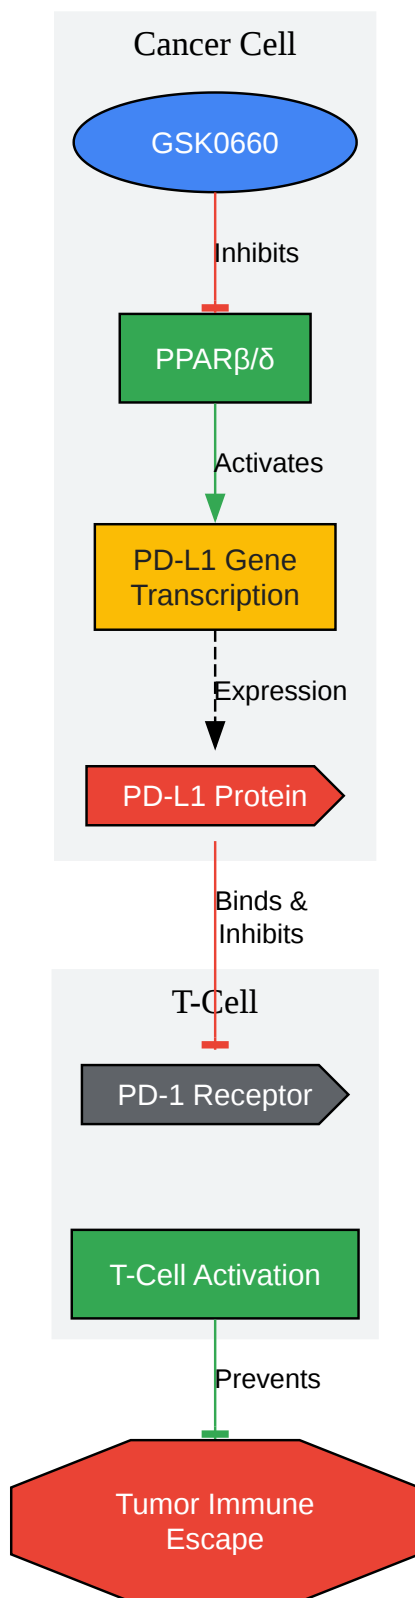 Cancer Cell
GSK0660
Inhibits
PPARβ/δ
Activates
PD-L1 Gene
Transcription
Expression
PD-L1 Protein
Binds &
Inhibits
T-Cell
PD-1 Receptor
T-Cell Activation
Prevents
Tumor Immune
Escape